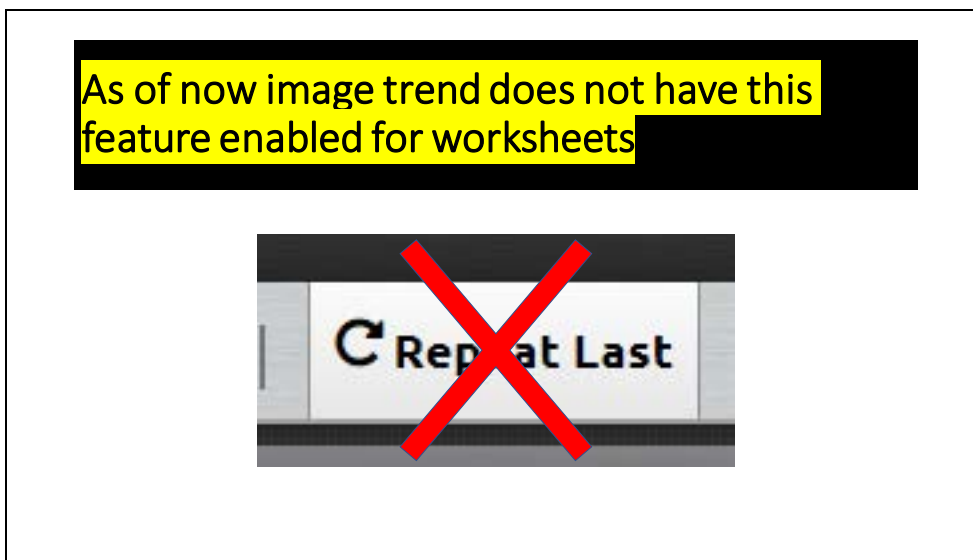 As of now image trend does not have this
feature enabled for worksheets
Repeat Last